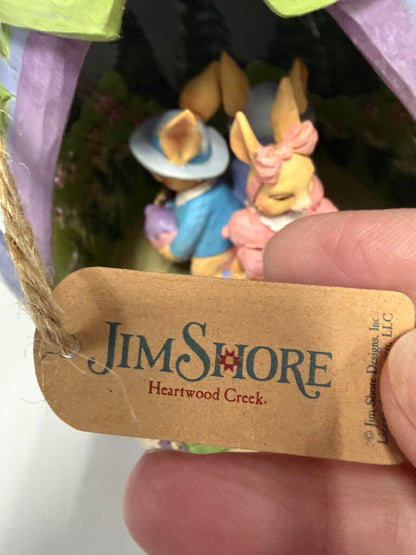 JIM SHORE
Heartwood Creek®
© Jim Shore Designs, Inc
LLC